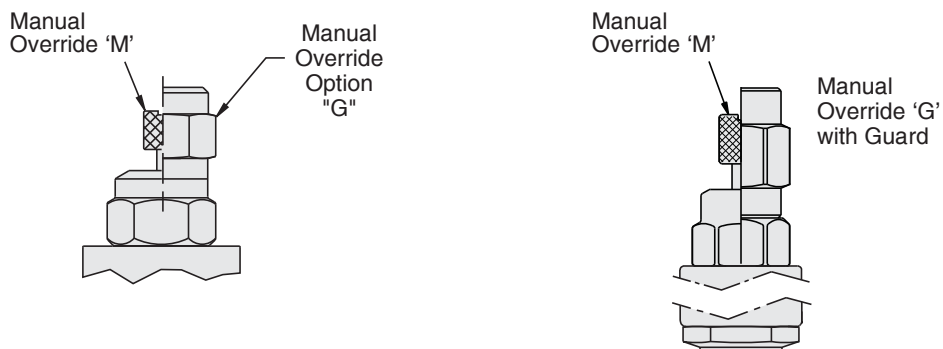 Manual
Override ‘M’
Manual
Override
Option
"G"
Manual
Override ‘M’
Manual
Override ‘G’
with Guard